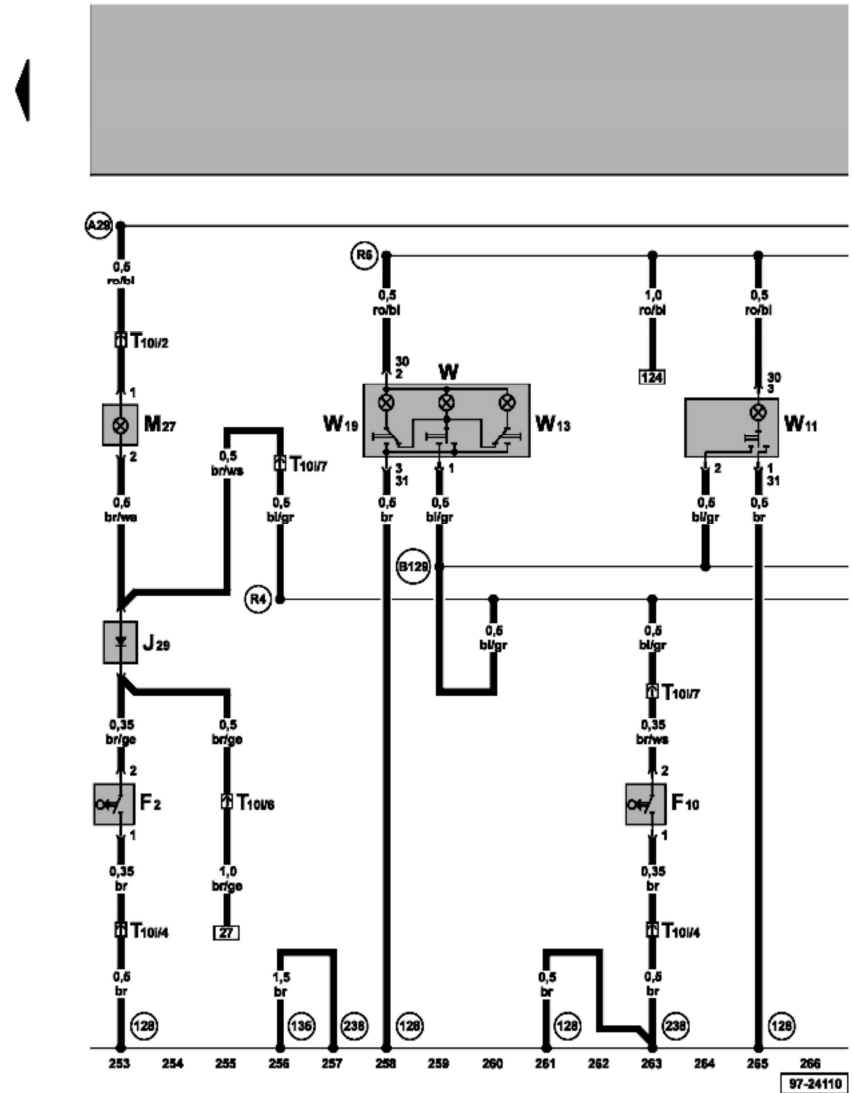 A29
R5
0,5
ro/bl
0,5
ro/bl
1,0
ro/bl
0,5
ro/bl
T10i/2
30
2
W
124
30
3
1
M27
W19
W13
W11
2
0,5
br/ws
T10i/7
3
31
1
2
1
31
0,5
br/ws
0,5
bl/gr
0,5
br
0,5
bl/gr
0,5
bl/gr
0,5
br
B129
R4
J29
0,5
bl/gr
0,5
bl/gr
T10i/7
0,35
br/ge
0,5
br/ge
0,35
br/ws
2
2
F2
T10i/6
F10
1
1
0,35
br
1,0
br/ge
0,35
br
T10i/4
27
T10i/4
0,5
br
1,5
br
0,5
br
0,5
br
128
135
238
128
128
238
128
253 254 255 256 257 258 259 260 261 262 263 264 265 266
97-24110